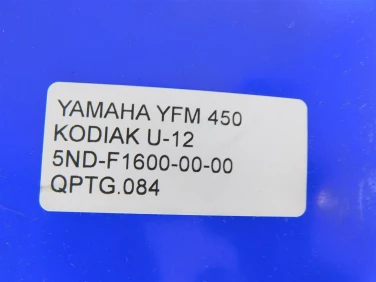 YAMAHA YFM 450
KODIAK U-12
5ND-F1600-00-00
QPTG.084